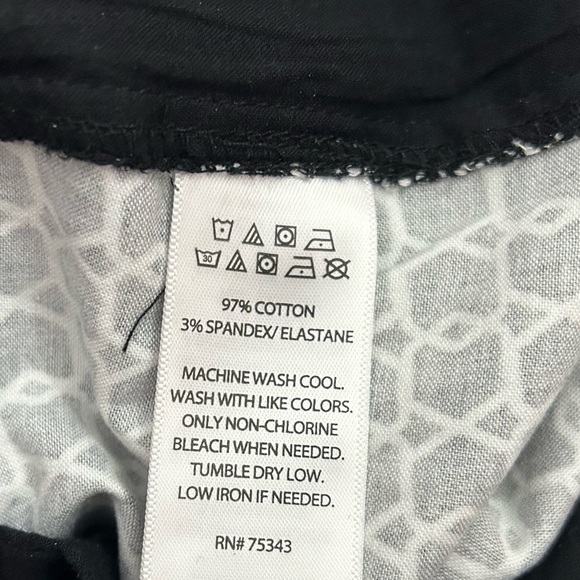 30
97% COTTON
3% SPANDEX/ELASTANE
MACHINE WASH COOL.
WASH WITH LIKE COLORS.
ONLY NON-CHLORINE
BLEACH WHEN NEEDED.
TUMBLE DRY LOW.
LOW IRON IF NEEDED.
RN# 75343